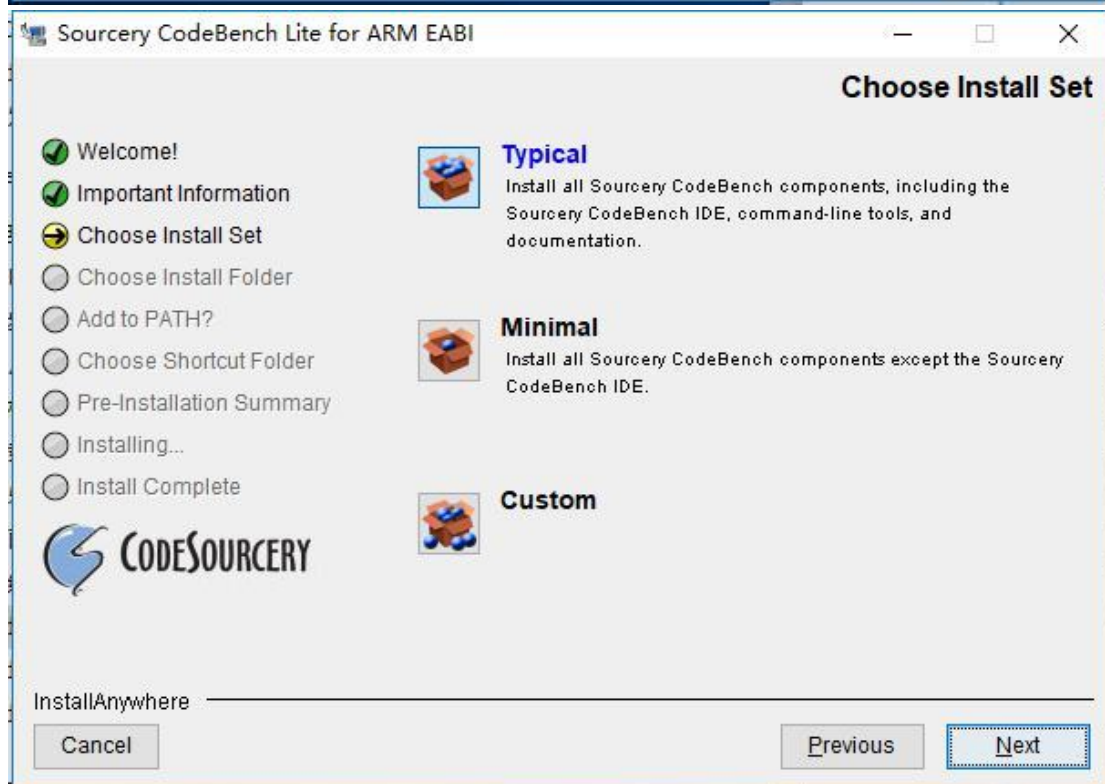 Sourcery CodeBench Lite for ARM EABI
Choose Install Set
Welcome!
Important Information
Choose Install Set
Choose Install Folder
Add to PATH?
Choose Shortcut Folder
Pre-Installation Summary
Installing...
Install Complete
CODESOURCERY
Typical
Install all Sourcery CodeBench components, including the
Sourcery CodeBench IDE, command-line tools, and
documentation.
Minimal
Install all Sourcery CodeBench components except the Sourcery
CodeBench IDE.
Custom
InstallAnywhere
Cancel
Previous
Next